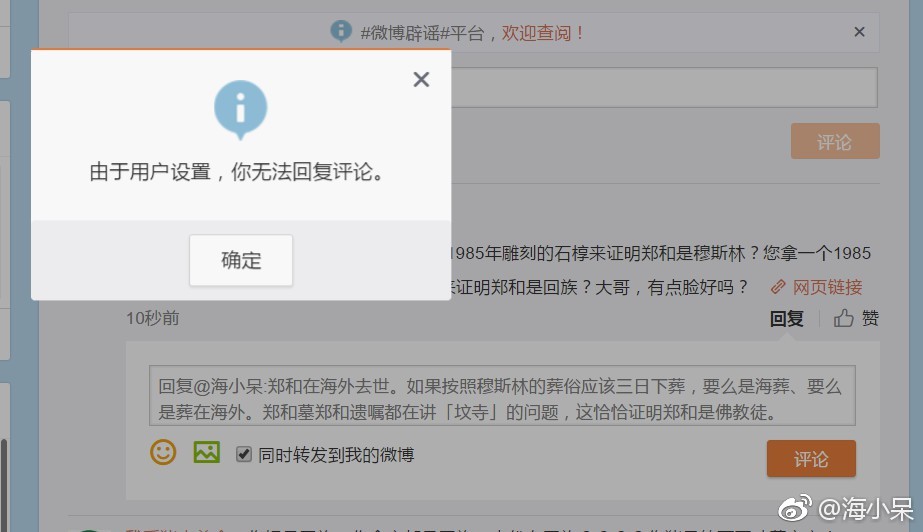 #微博辟谣#平台，欢迎查阅！
由于用户设置，你无法回复评论。
确定
评论
1985年雕刻的石椁来证明郑和是穆斯林？您拿一个1985
来证明郑和是回族？大哥，有点脸好吗？ 网页链接
10秒前 回复 赞
回复@海小呆:郑和在海外去世。如果按照穆斯林的葬俗应该三日下葬，要么是海葬、要么
是葬在海外。郑和墓郑和遗嘱都在讲「坟寺」的问题，这恰恰证明郑和是佛教徒。
同时转发到我的微博 评论
@海小呆